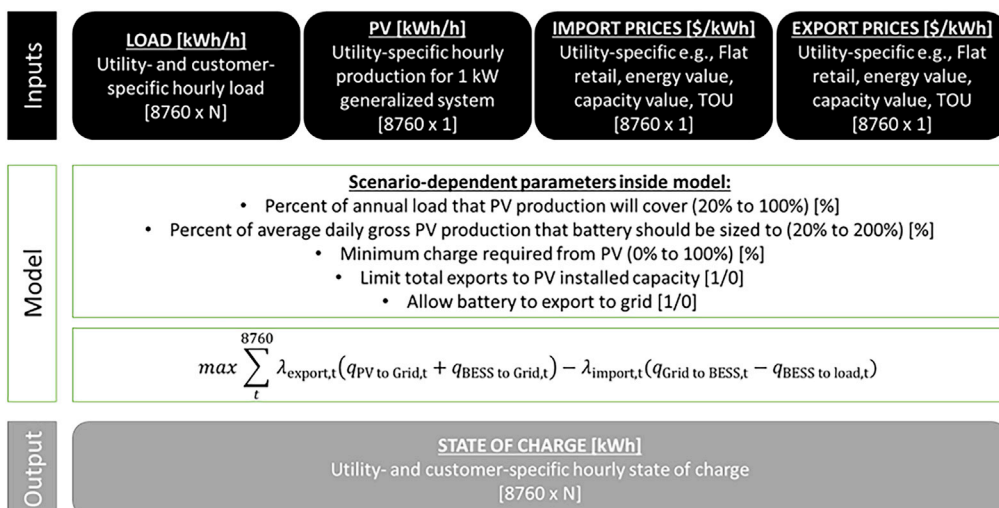 Inputs
LOAD [kWh/h]
Utility- and customer-
specific hourly load
[8760 x N]
PV [kWh/h]
Utility-specific hourly
production for 1 kW
generalized system
[8760 x 1]
IMPORT PRICES [$/kWh]
Utility-specific e.g., Flat
retail, energy value,
capacity value, TOU
[8760 x 1]
EXPORT PRICES [$/kWh]
Utility-specific e.g., Flat
retail, energy value,
capacity value, TOU
[8760 x 1]
Model
Scenario-dependent parameters inside model:
• Percent of annual load that PV production will cover (20% to 100%) [%]
• Percent of average daily gross PV production that battery should be sized to (20% to 200%) [%]
• Minimum charge required from PV (0% to 100%) [%]
• Limit total exports to PV installed capacity [1/0]
• Allow battery to export to grid [1/0]
8760
max ∑ λexport,t(qPV to Grid,t + qBESS to Grid,t) − λimport,t(qGrid to BESS,t − qBESS to load,t)
t
Output
STATE OF CHARGE [kWh]
Utility- and customer-specific hourly state of charge
[8760 x N]